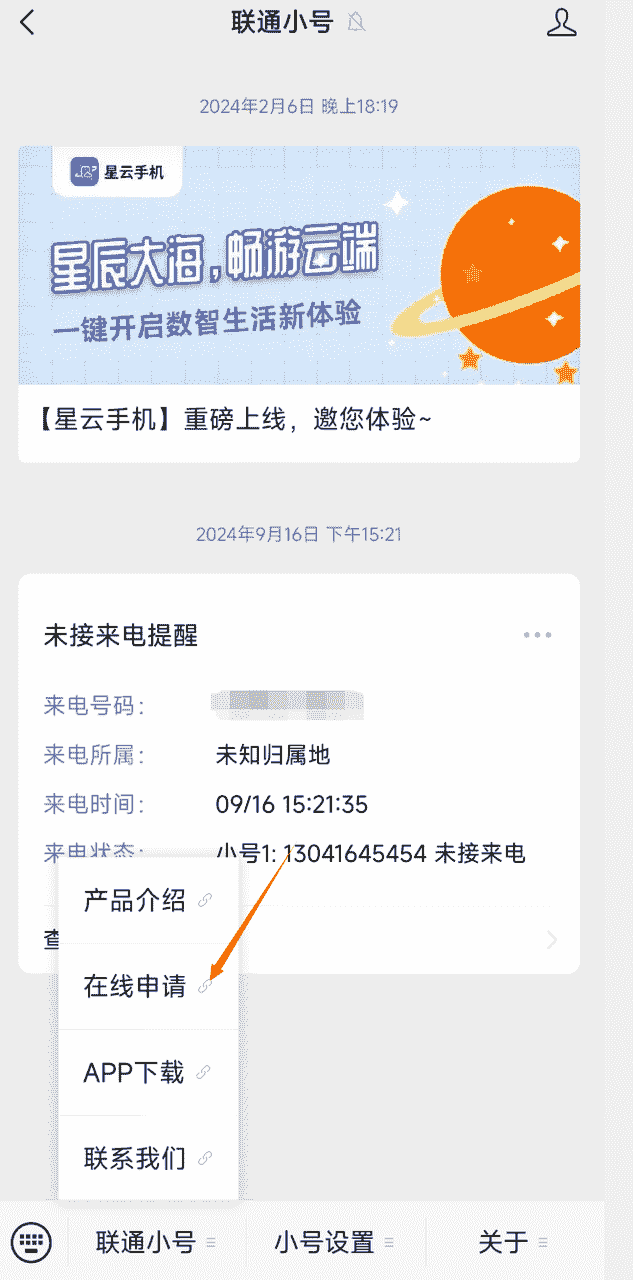 联通小号
2024年2月6日 晚上18:19
星云手机
星辰大海,畅游云端
一键开启数智生活新体验
【星云手机】重磅上线，邀您体验~
2024年9月16日 下午15:21
未接来电提醒
来电号码：
来电所属： 未知归属地
来电时间： 09/16 15:21:35
来电状态： 小号1: 13041645454 未接来电
产品介绍
查
在线申请
APP下载
联系我们
联通小号 小号设置 关于